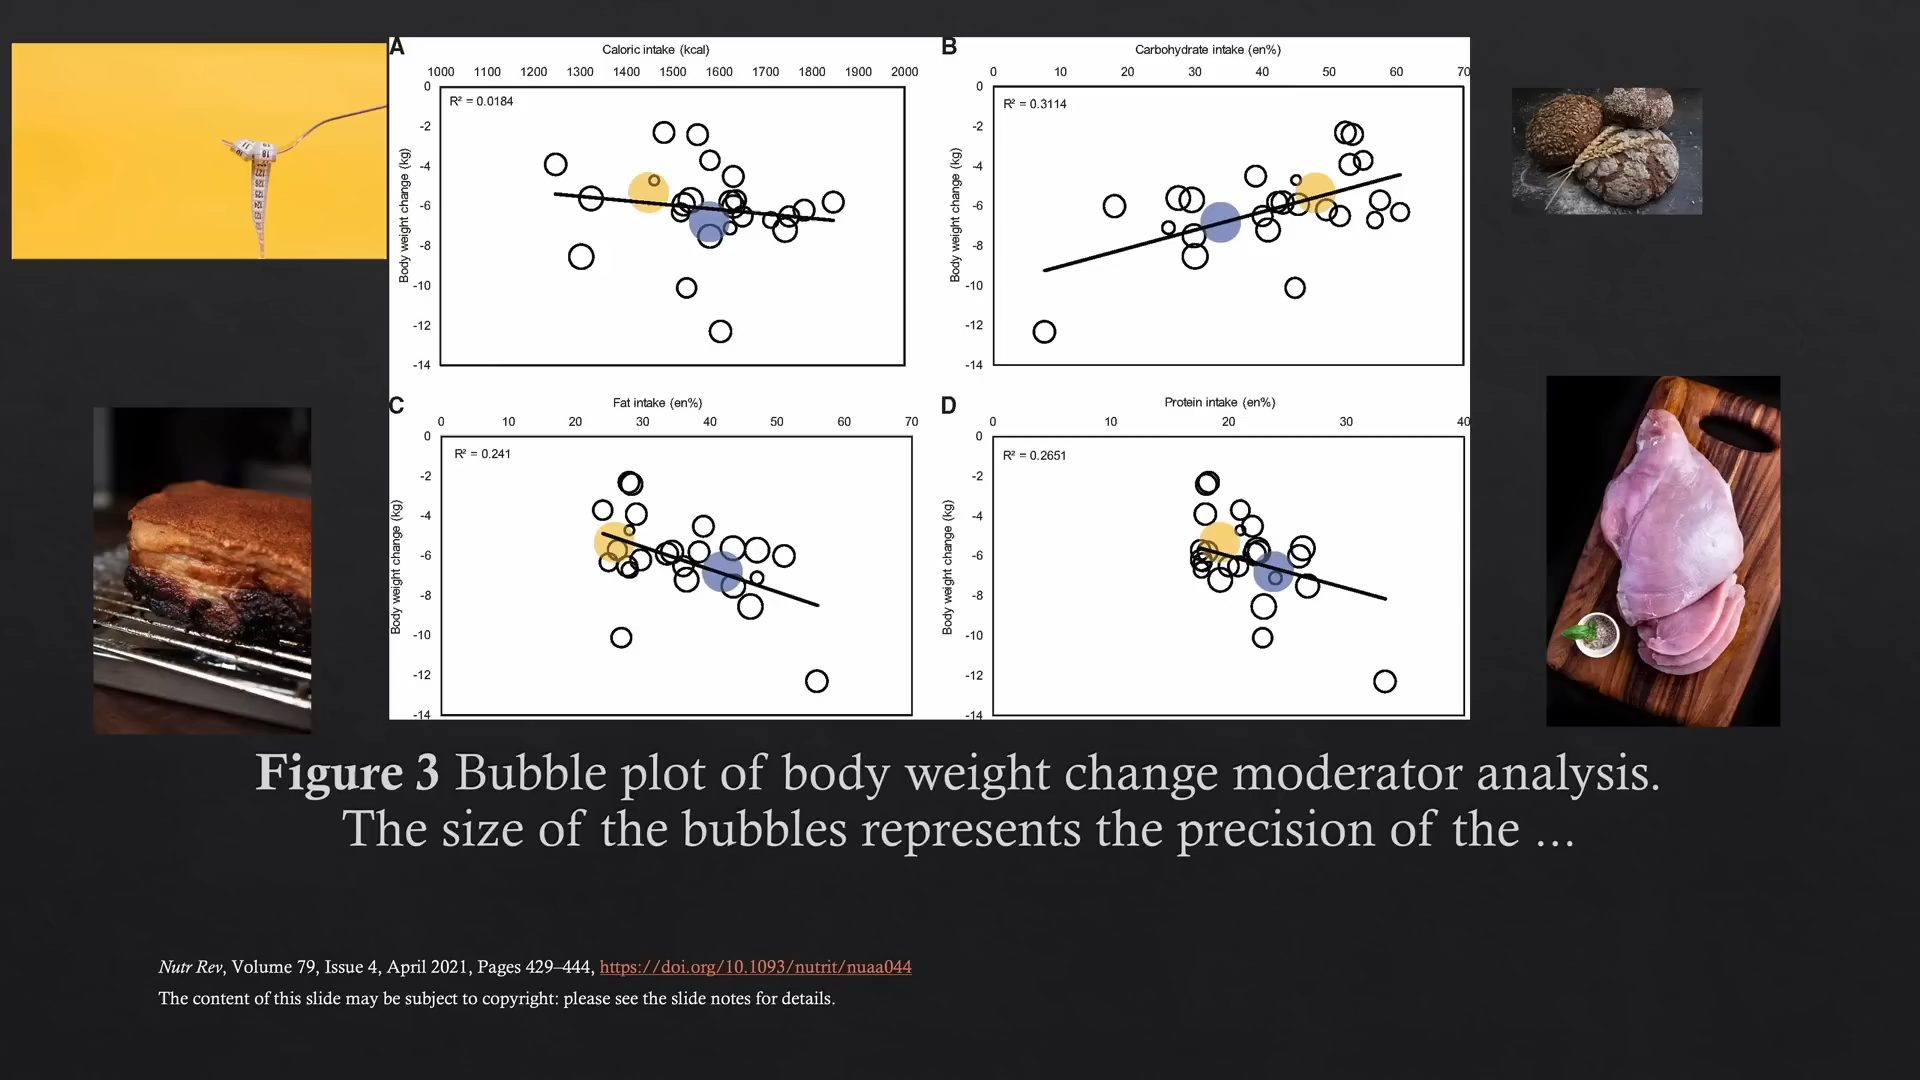 A
Caloric intake (kcal)
1000 1100 1200 1300 1400 1500 1600 1700 1800 1900 2000
R² = 0.0184
Body weight change (kg)
0
-2
-4
-6
-8
-10
-12
-14
B
Carbohydrate intake (en%)
0 10 20 30 40 50 60 70
R² = 0.3114
Body weight change (kg)
0
-2
-4
-6
-8
-10
-12
-14
C
Fat intake (en%)
0 10 20 30 40 50 60 70
R² = 0.241
Body weight change (kg)
0
-2
-4
-6
-8
-10
-12
-14
D
Protein intake (en%)
0 10 20 30 40
R² = 0.2651
Body weight change (kg)
0
-2
-4
-6
-8
-10
-12
-14
Figure 3 Bubble plot of body weight change moderator analysis.
The size of the bubbles represents the precision of the ...
Nutr Rev, Volume 79, Issue 4, April 2021, Pages 429–444, https://doi.org/10.1093/nutrit/nuaa044
The content of this slide may be subject to copyright: please see the slide notes for details.